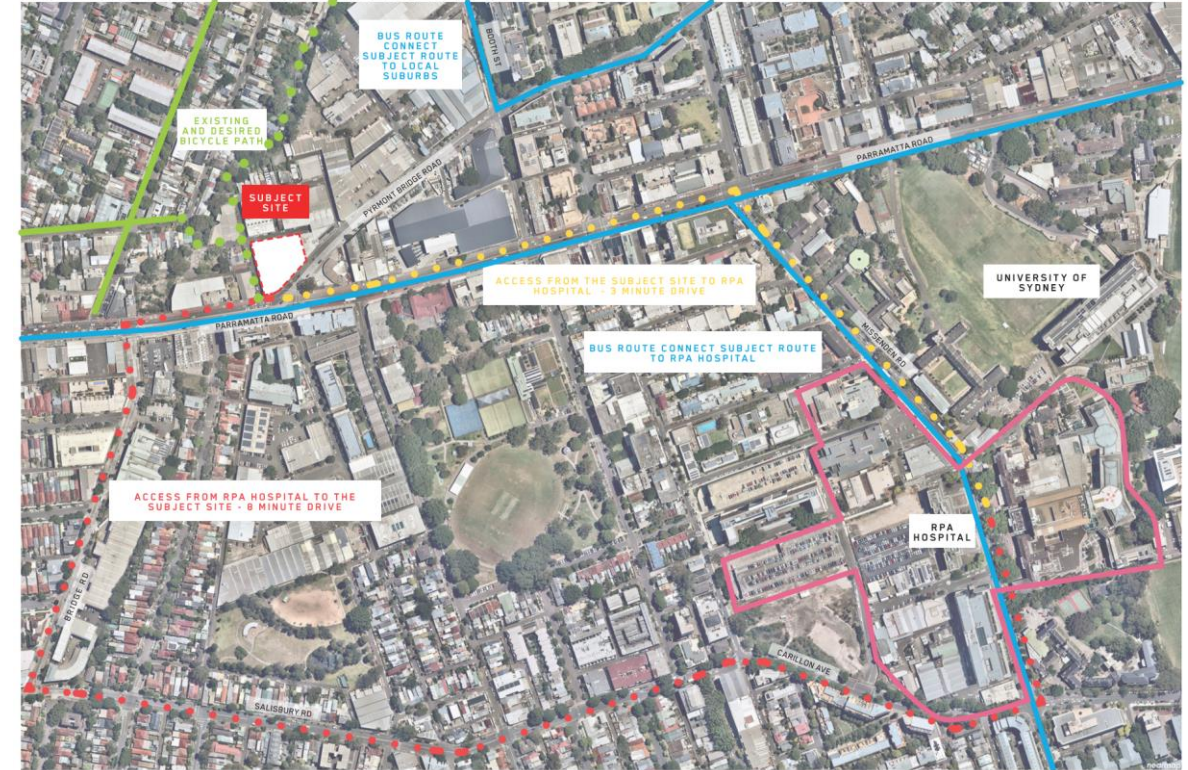 BUS ROUTE
CONNECT
SUBJECT ROUTE
TO LOCAL
SUBURBS
BOOTH ST
EXISTING
AND DESIRED
BICYCLE PATH
PARRAMATTA ROAD
PYRMONT BRIDGE ROAD
SUBJECT
SITE
UNIVERSITY OF
SYDNEY
ACCESS FROM THE SUBJECT SITE TO RPA
HOSPITAL - 3 MINUTE DRIVE
PARRAMATTA ROAD
MISSENDEN RD
BUS ROUTE CONNECT SUBJECT ROUTE
TO RPA HOSPITAL
ACCESS FROM RPA HOSPITAL TO THE
SUBJECT SITE - 8 MINUTE DRIVE
RPA
HOSPITAL
BRIDGE RD
CARILLON AVE
SALISBURY RD
nearmap